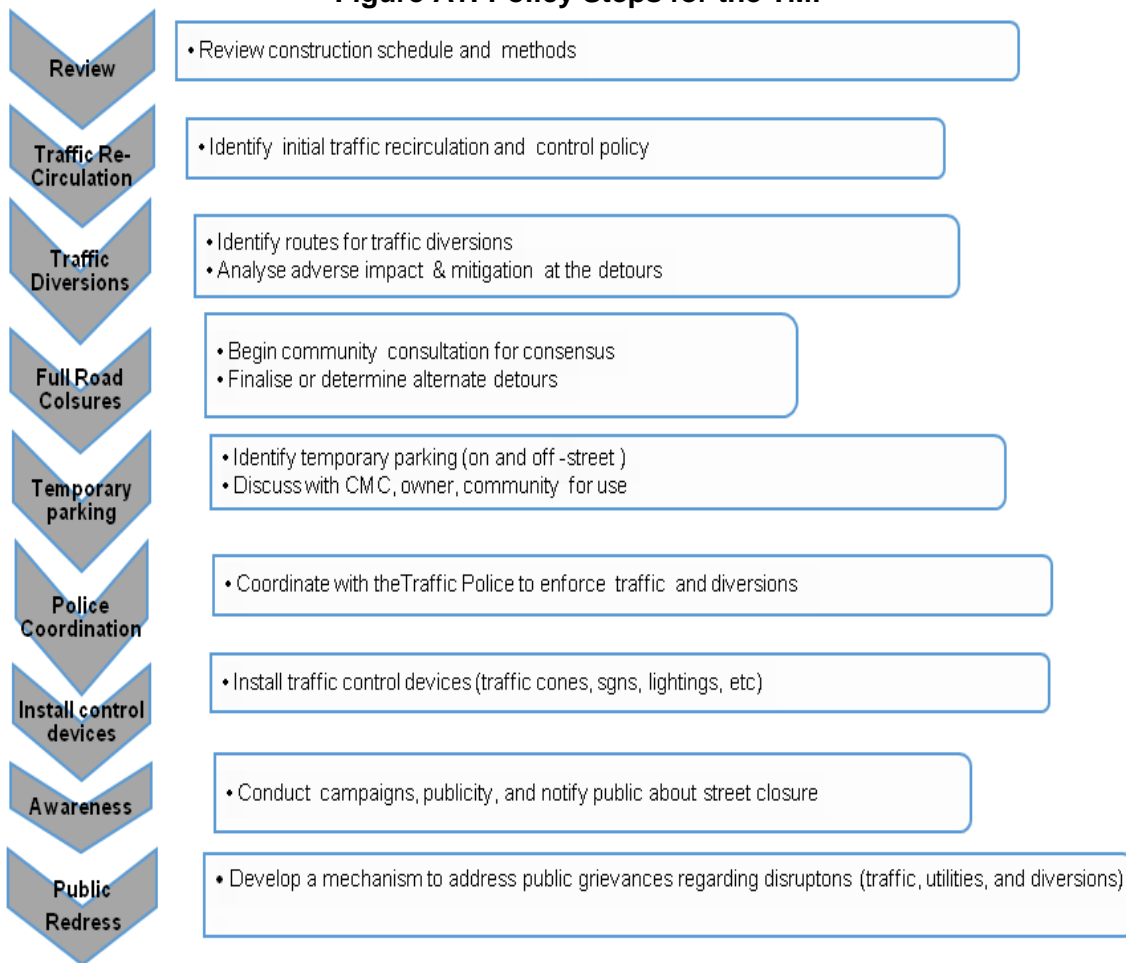 Figure A1: Policy Steps for the TMP
Review
• Review construction schedule and methods
Traffic Re-
Circulation
• Identify initial traffic recirculation and control policy
Traffic
Diversions
• Identify routes for traffic diversions
• Analyse adverse impact & mitigation at the detours
Full Road
Colsures
• Begin community consultation for consensus
• Finalise or determine alternate detours
Temporary
parking
• Identify temporary parking (on and off -street )
• Discuss with CMC, owner, community for use
Police
Coordination
• Coordinate with theTraffic Police to enforce traffic and diversions
Install control
devices
• Install traffic control devices (traffic cones, sgns, lightings, etc)
Awareness
• Conduct campaigns, publicity, and notify public about street closure
Public
Redress
• Develop a mechanism to address public grievances regarding disruptons (traffic, utilities, and diversions)